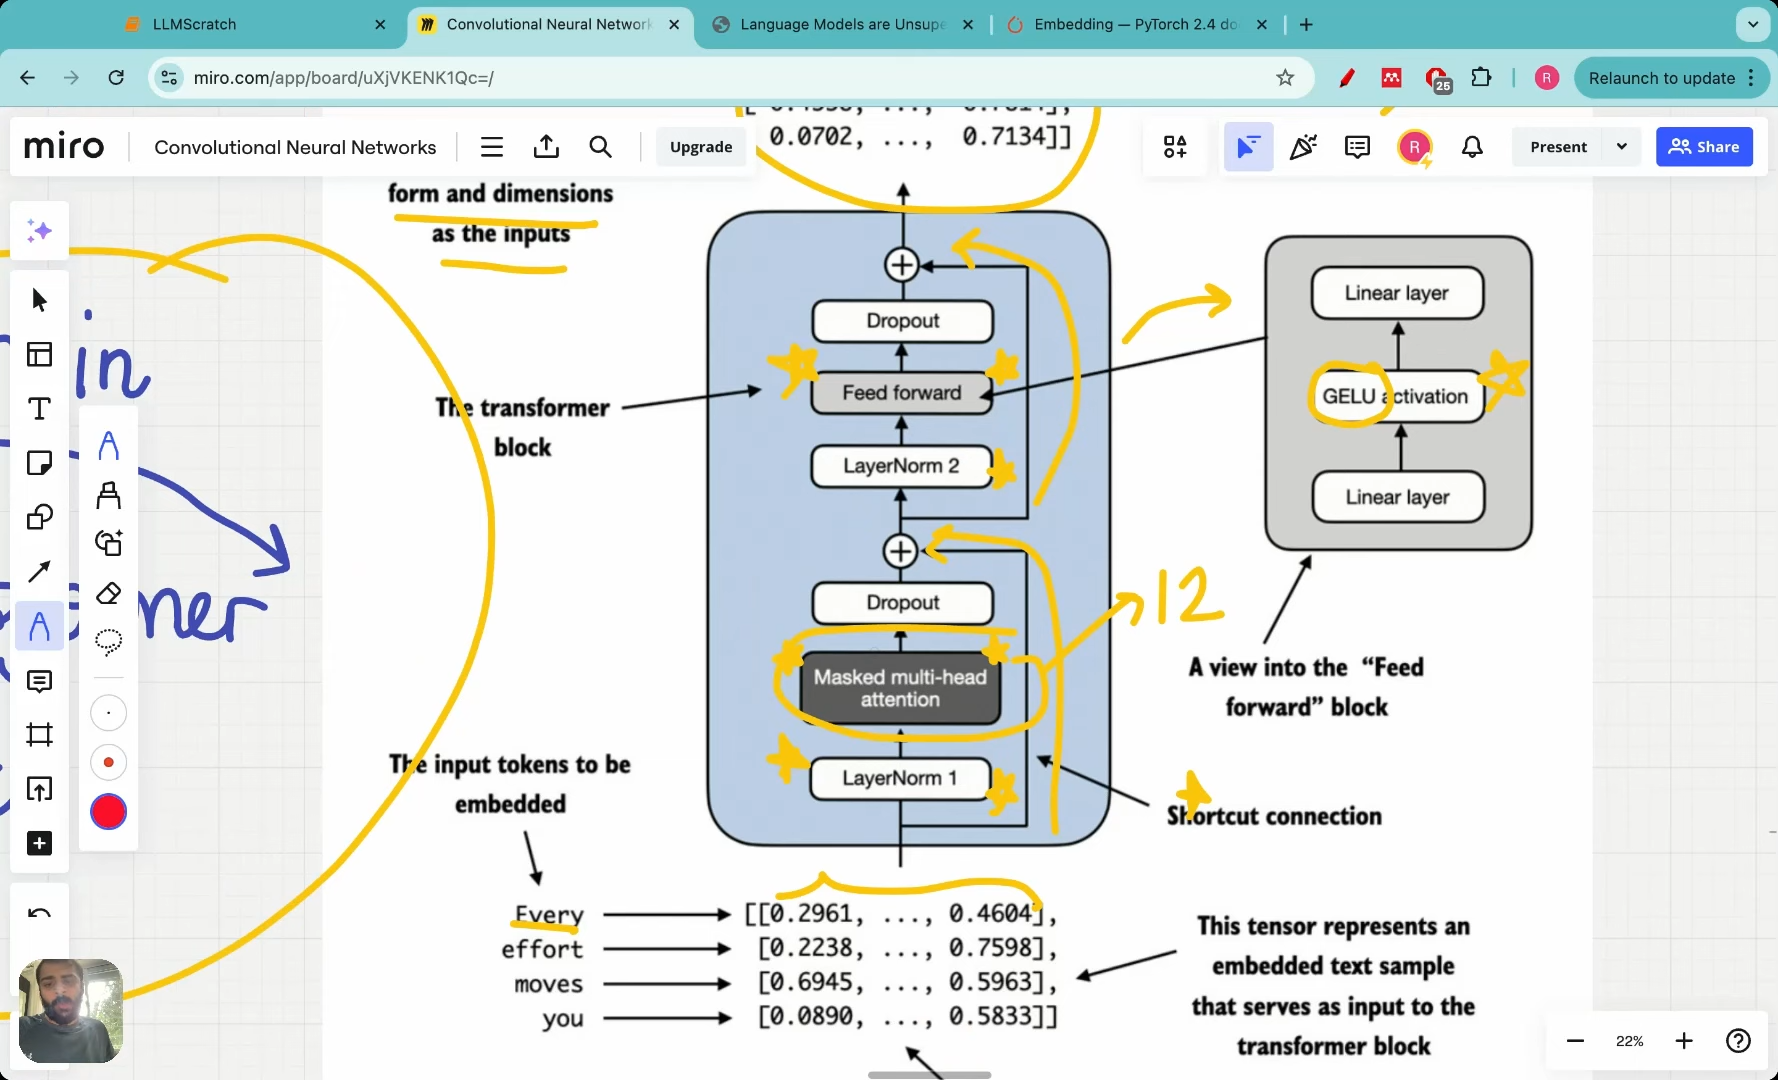 LLMScratch
Convolutional Neural Network
Language Models are Unsupe
Embedding — PyTorch 2.4 do
miro.com/app/board/uXjVKENK1Qc=/
25
R
Relaunch to update
miro
Convolutional Neural Networks
Upgrade
R
Present
Share
0.0702, ..., 0.7134]]
form and dimensions
as the inputs
in
Dropout
Feed forward
LayerNorm 2
Dropout
Masked multi-head
attention
LayerNorm 1
The transformer
block
Linear layer
GELU activation
Linear layer
12
A view into the “Feed
forward” block
Shortcut connection
The input tokens to be
embedded
Every [[0.2961, ..., 0.4604],
effort [0.2238, ..., 0.7598],
moves [0.6945, ..., 0.5963],
you [0.0890, ..., 0.5833]]
This tensor represents an
embedded text sample
that serves as input to the
transformer block
22%